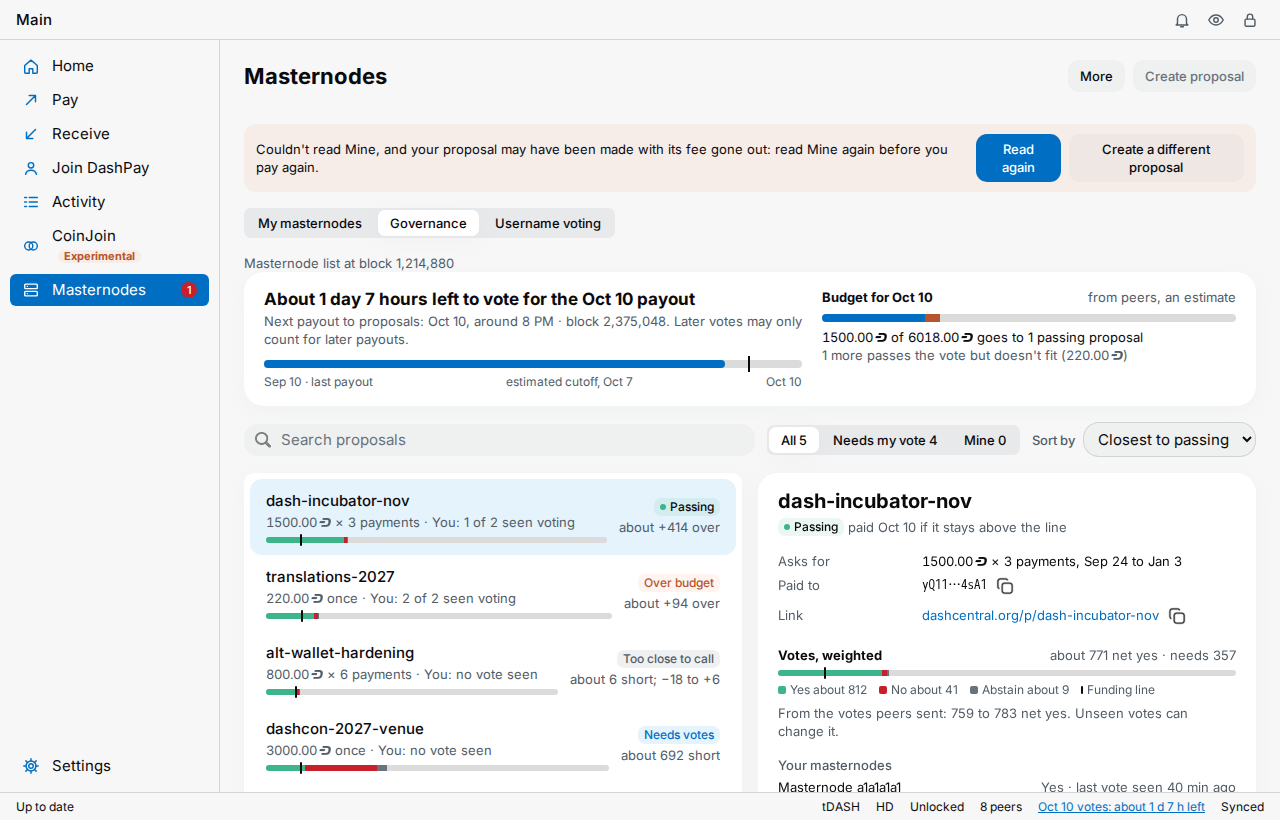 Main
Home
Pay
Receive
Join DashPay
Activity
CoinJoin
Experimental
Masternodes 1
Settings
Masternodes
More
Create proposal
Couldn't read Mine, and your proposal may have been made with its fee gone out: read Mine again before you
pay again.
Read
again
Create a different
proposal
My masternodes
Governance
Username voting
Masternode list at block 1,214,880
About 1 day 7 hours left to vote for the Oct 10 payout
Next payout to proposals: Oct 10, around 8 PM · block 2,375,048. Later votes may only
count for later payouts.
Sep 10 · last payout
estimated cutoff, Oct 7
Oct 10
Budget for Oct 10
from peers, an estimate
1500.00 of 6018.00 goes to 1 passing proposal
1 more passes the vote but doesn't fit (220.00)
Search proposals
All 5
Needs my vote 4
Mine 0
Sort by
Closest to passing
dash-incubator-nov
Passing
1500.00 × 3 payments · You: 1 of 2 seen voting
about +414 over
translations-2027
Over budget
220.00 once · You: 2 of 2 seen voting
about +94 over
alt-wallet-hardening
Too close to call
800.00 × 6 payments · You: no vote seen
about 6 short; −18 to +6
dashcon-2027-venue
Needs votes
3000.00 once · You: no vote seen
about 692 short
dash-incubator-nov
Passing paid Oct 10 if it stays above the line
Asks for 1500.00 × 3 payments, Sep 24 to Jan 3
Paid to yQ11···4sA1
Link dashcentral.org/p/dash-incubator-nov
Votes, weighted
about 771 net yes · needs 357
Yes about 812 No about 41 Abstain about 9 Funding line
From the votes peers sent: 759 to 783 net yes. Unseen votes can
change it.
Your masternodes
Masternode a1a1a1a1 Yes · last vote seen 40 min ago
Up to date
tDASH
HD
Unlocked
8 peers
Oct 10 votes: about 1 d 7 h left
Synced